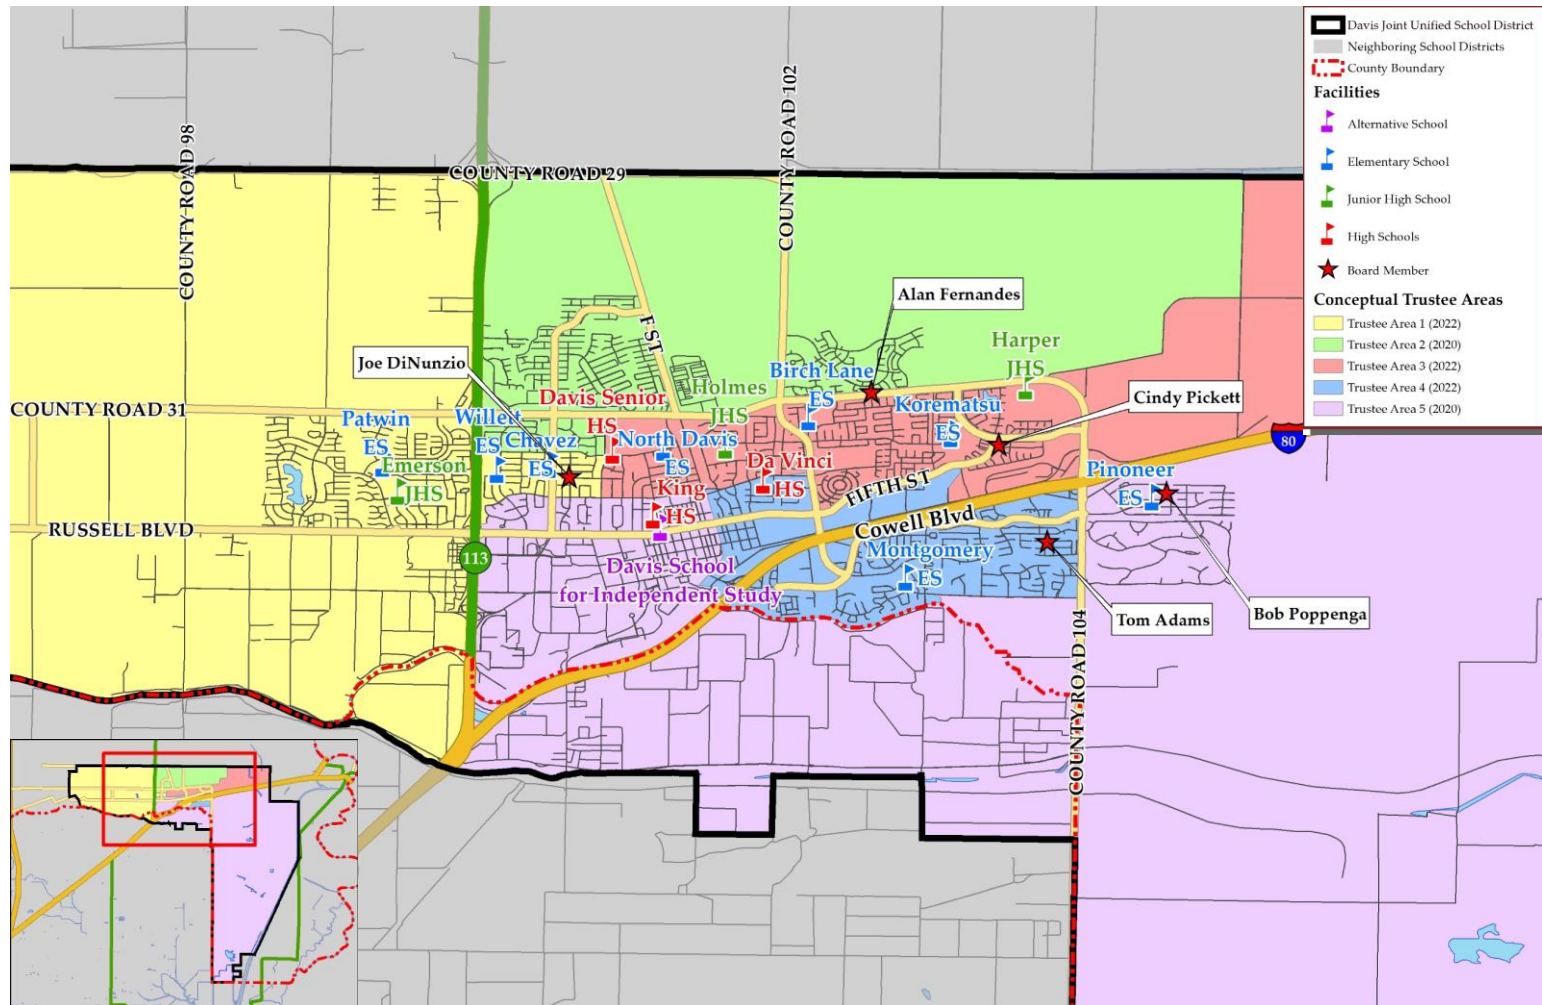 Davis Joint Unified School District
Neighboring School Districts
County Boundary
Facilities
Alternative School
Elementary School
Junior High School
High Schools
Board Member
Conceptual Trustee Areas
Trustee Area 1 (2022)
Trustee Area 2 (2020)
Trustee Area 3 (2022)
Trustee Area 4 (2022)
Trustee Area 5 (2020)
COUNTY ROAD 98
COUNTY ROAD 29
COUNTY ROAD 102
F ST
Alan Fernandes
Joe DiNunzio
Harper
JHS
Cindy Pickett
COUNTY ROAD 31
Patwin
ES
Emerson
JHS
Willett
ES
Chavez
ES
Davis Senior
HS
North Davis
ES
Holmes
JHS
Birch Lane
ES
Korematsu
ES
Da Vinci
HS
King
HS
FIFTH ST
80
Pinoneer
ES
RUSSELL BLVD
Cowell Blvd
113
Davis School
for Independent Study
Montgomery
ES
Tom Adams
Bob Poppenga
COUNTY ROAD 104